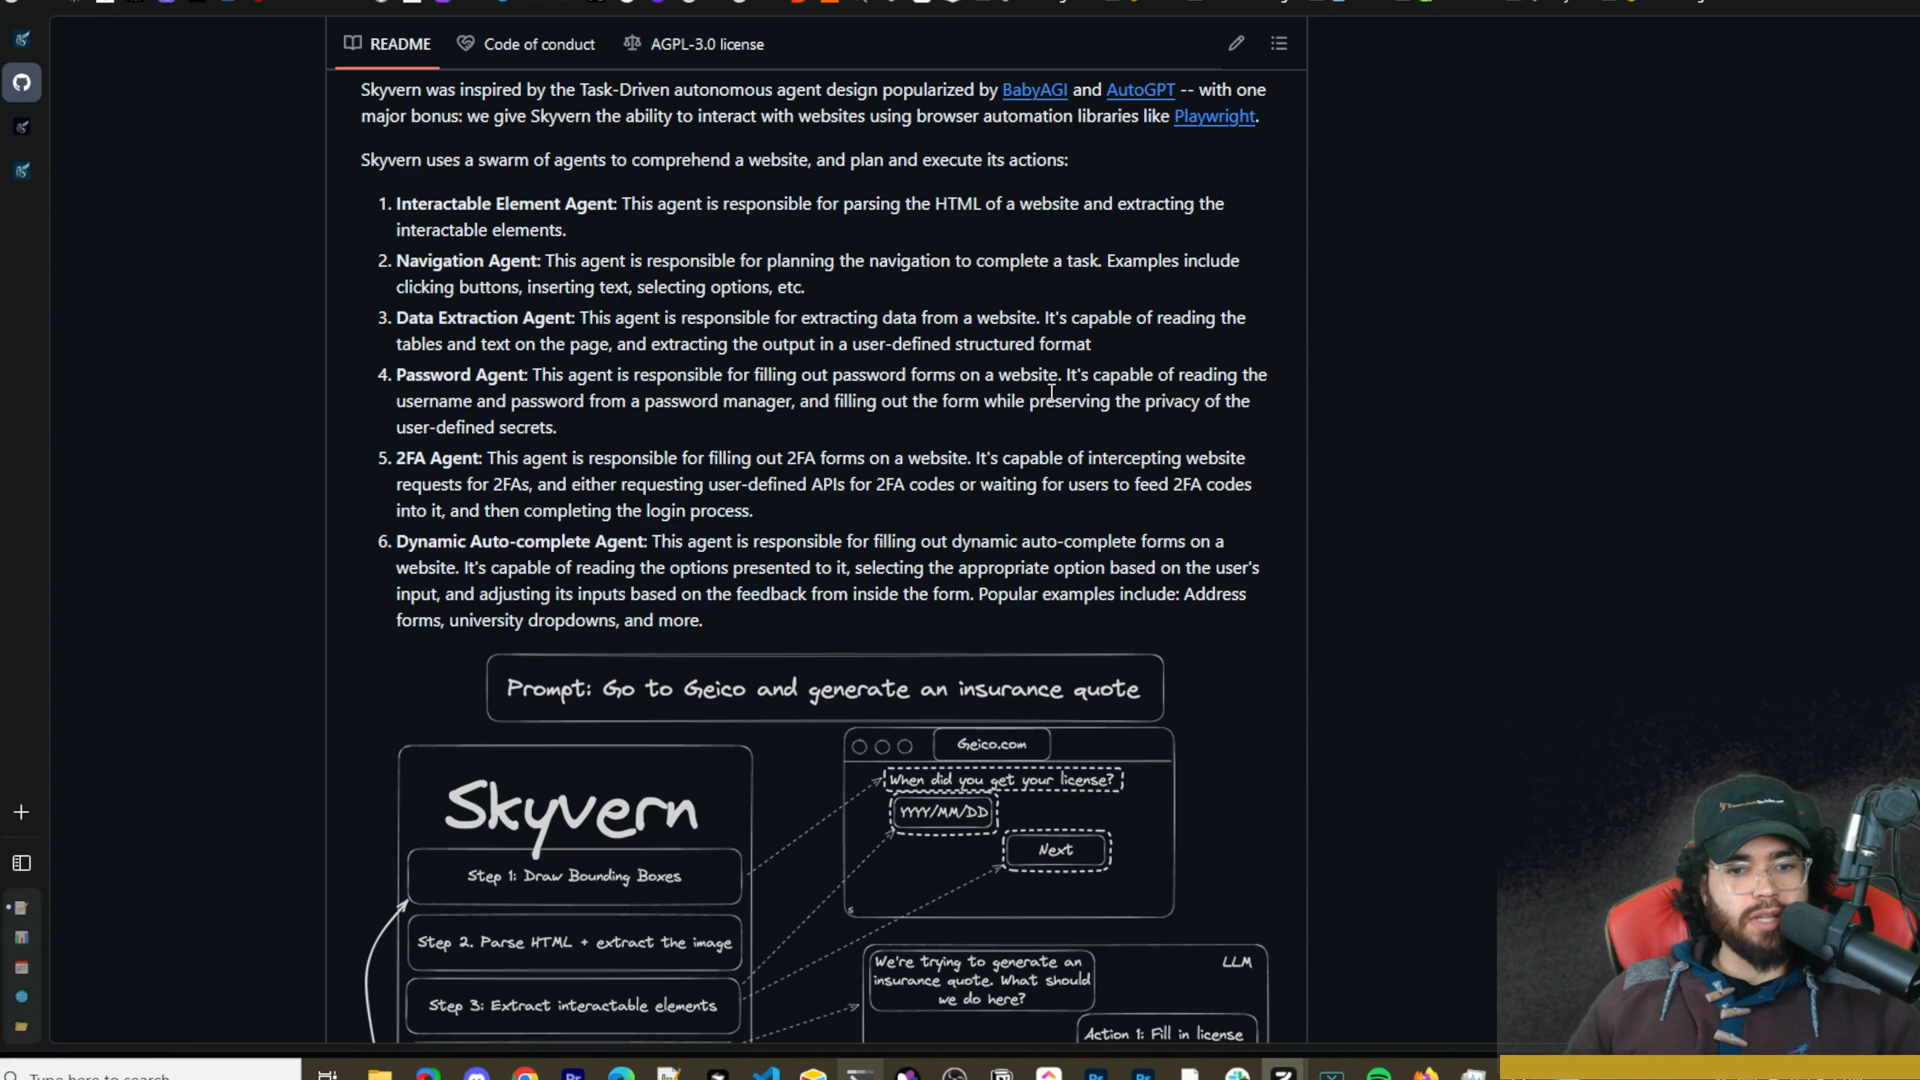 README
Code of conduct
AGPL-3.0 license
Skyvern was inspired by the Task-Driven autonomous agent design popularized by BabyAGI and AutoGPT -- with one
major bonus: we give Skyvern the ability to interact with websites using browser automation libraries like Playwright.
Skyvern uses a swarm of agents to comprehend a website, and plan and execute its actions:
1. Interactable Element Agent: This agent is responsible for parsing the HTML of a website and extracting the
interactable elements.
2. Navigation Agent: This agent is responsible for planning the navigation to complete a task. Examples include
clicking buttons, inserting text, selecting options, etc.
3. Data Extraction Agent: This agent is responsible for extracting data from a website. It's capable of reading the
tables and text on the page, and extracting the output in a user-defined structured format
4. Password Agent: This agent is responsible for filling out password forms on a website. It's capable of reading the
username and password from a password manager, and filling out the form while preserving the privacy of the
user-defined secrets.
5. 2FA Agent: This agent is responsible for filling out 2FA forms on a website. It's capable of intercepting website
requests for 2FAs, and either requesting user-defined APIs for 2FA codes or waiting for users to feed 2FA codes
into it, and then completing the login process.
6. Dynamic Auto-complete Agent: This agent is responsible for filling out dynamic auto-complete forms on a
website. It's capable of reading the options presented to it, selecting the appropriate option based on the user's
input, and adjusting its inputs based on the feedback from inside the form. Popular examples include: Address
forms, university dropdowns, and more.
Prompt: Go to Geico and generate an insurance quote
Skyvern
Step 1: Draw Bounding Boxes
Step 2. Parse HTML + extract the image
Step 3: Extract interactable elements
Geico.com
When did you get your license?
YYYY/MM/DD
Next
s
We're trying to generate an
insurance quote. What should
we do here?
LLM
Action 1: Fill in license
Type here to search